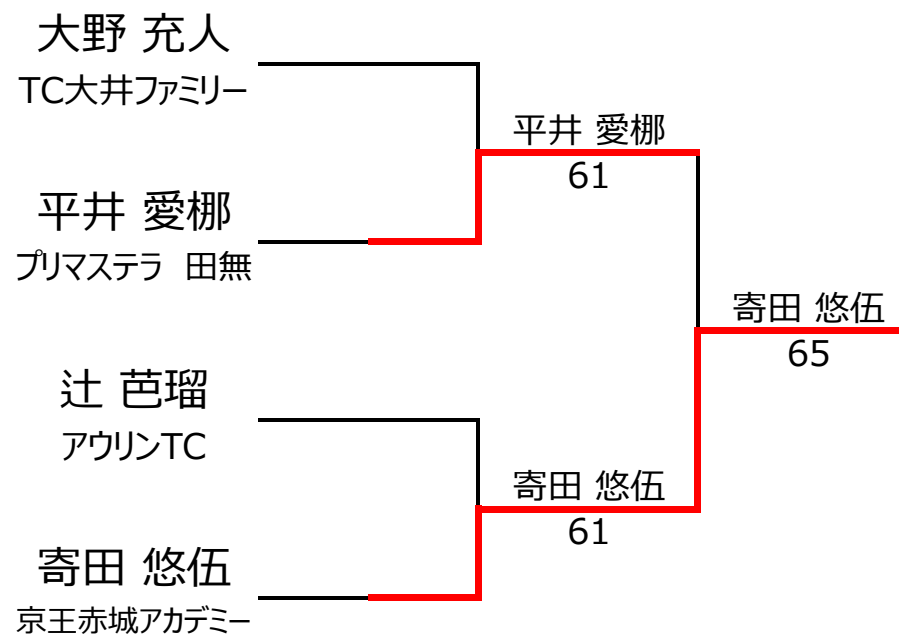 大野 充人
TC大井ファミリー
平井 愛梛
61
平井 愛梛
プリマステラ　田無
寄田 悠伍
65
辻 芭瑠
アウリンTC
寄田 悠伍
61
寄田 悠伍
京王赤城アカデミー